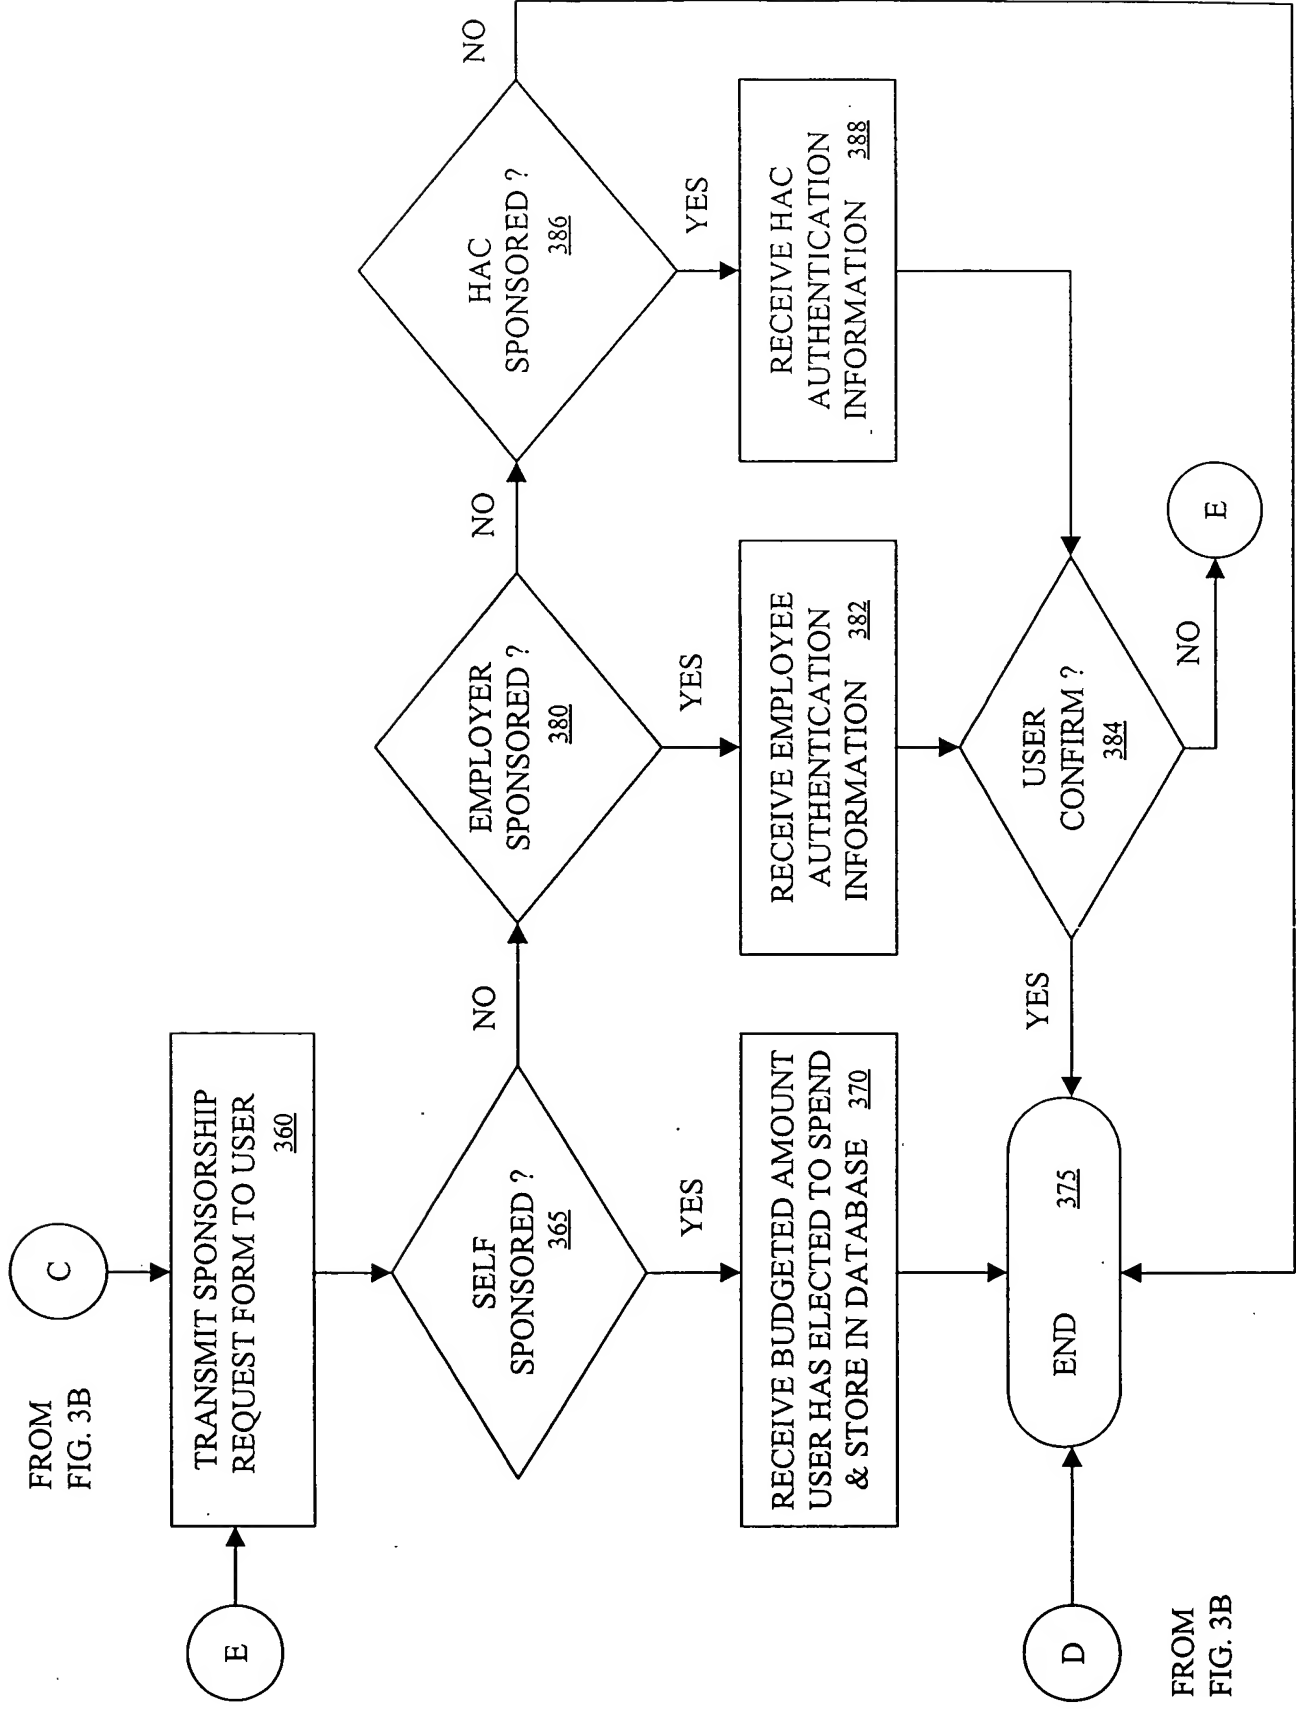 FROM
FIG. 3B
C
E
TRANSMIT SPONSORSHIP
REQUEST FORM TO USER
360
SELF
SPONSORED ?
365
NO
EMPLOYER
SPONSORED ?
380
NO
HAC
SPONSORED ?
386
NO
YES
YES
YES
RECEIVE BUDGETED AMOUNT
USER HAS ELECTED TO SPEND
& STORE IN DATABASE 370
RECEIVE EMPLOYEE
AUTHENTICATION
INFORMATION 382
RECEIVE HAC
AUTHENTICATION
INFORMATION 388
D
END 375
YES
USER
CONFIRM ?
384
NO
E
FROM
FIG. 3B